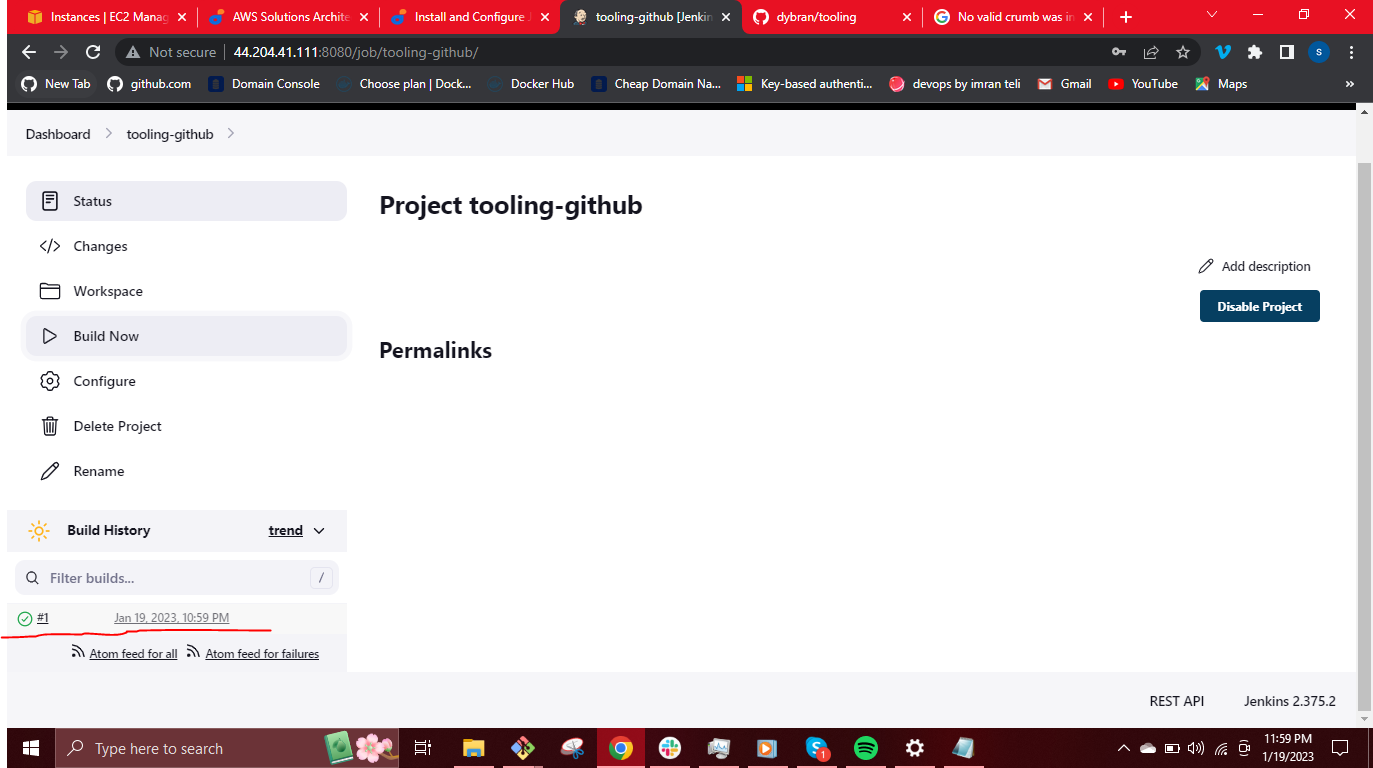 Instances | EC2 Manag
AWS Solutions Archite
Install and Configure J
tooling-github [Jenkin
dybran/tooling
No valid crumb was in
Not secure
44.204.41.111:8080/job/tooling-github/
S
New Tab
github.com
Domain Console
Choose plan | Dock...
Docker Hub
Cheap Domain Na...
Key-based authenti...
devops by imran teli
Gmail
YouTube
Maps
»
Dashboard
tooling-github
Status
Changes
Workspace
Build Now
Configure
Delete Project
Rename
Project tooling-github
Add description
Disable Project
Permalinks
Build History
trend
Filter builds...
/
#1
Jan 19, 2023, 10:59 PM
Atom feed for all
Atom feed for failures
REST API
Jenkins 2.375.2
Type here to search
1
11:59 PM
1/19/2023